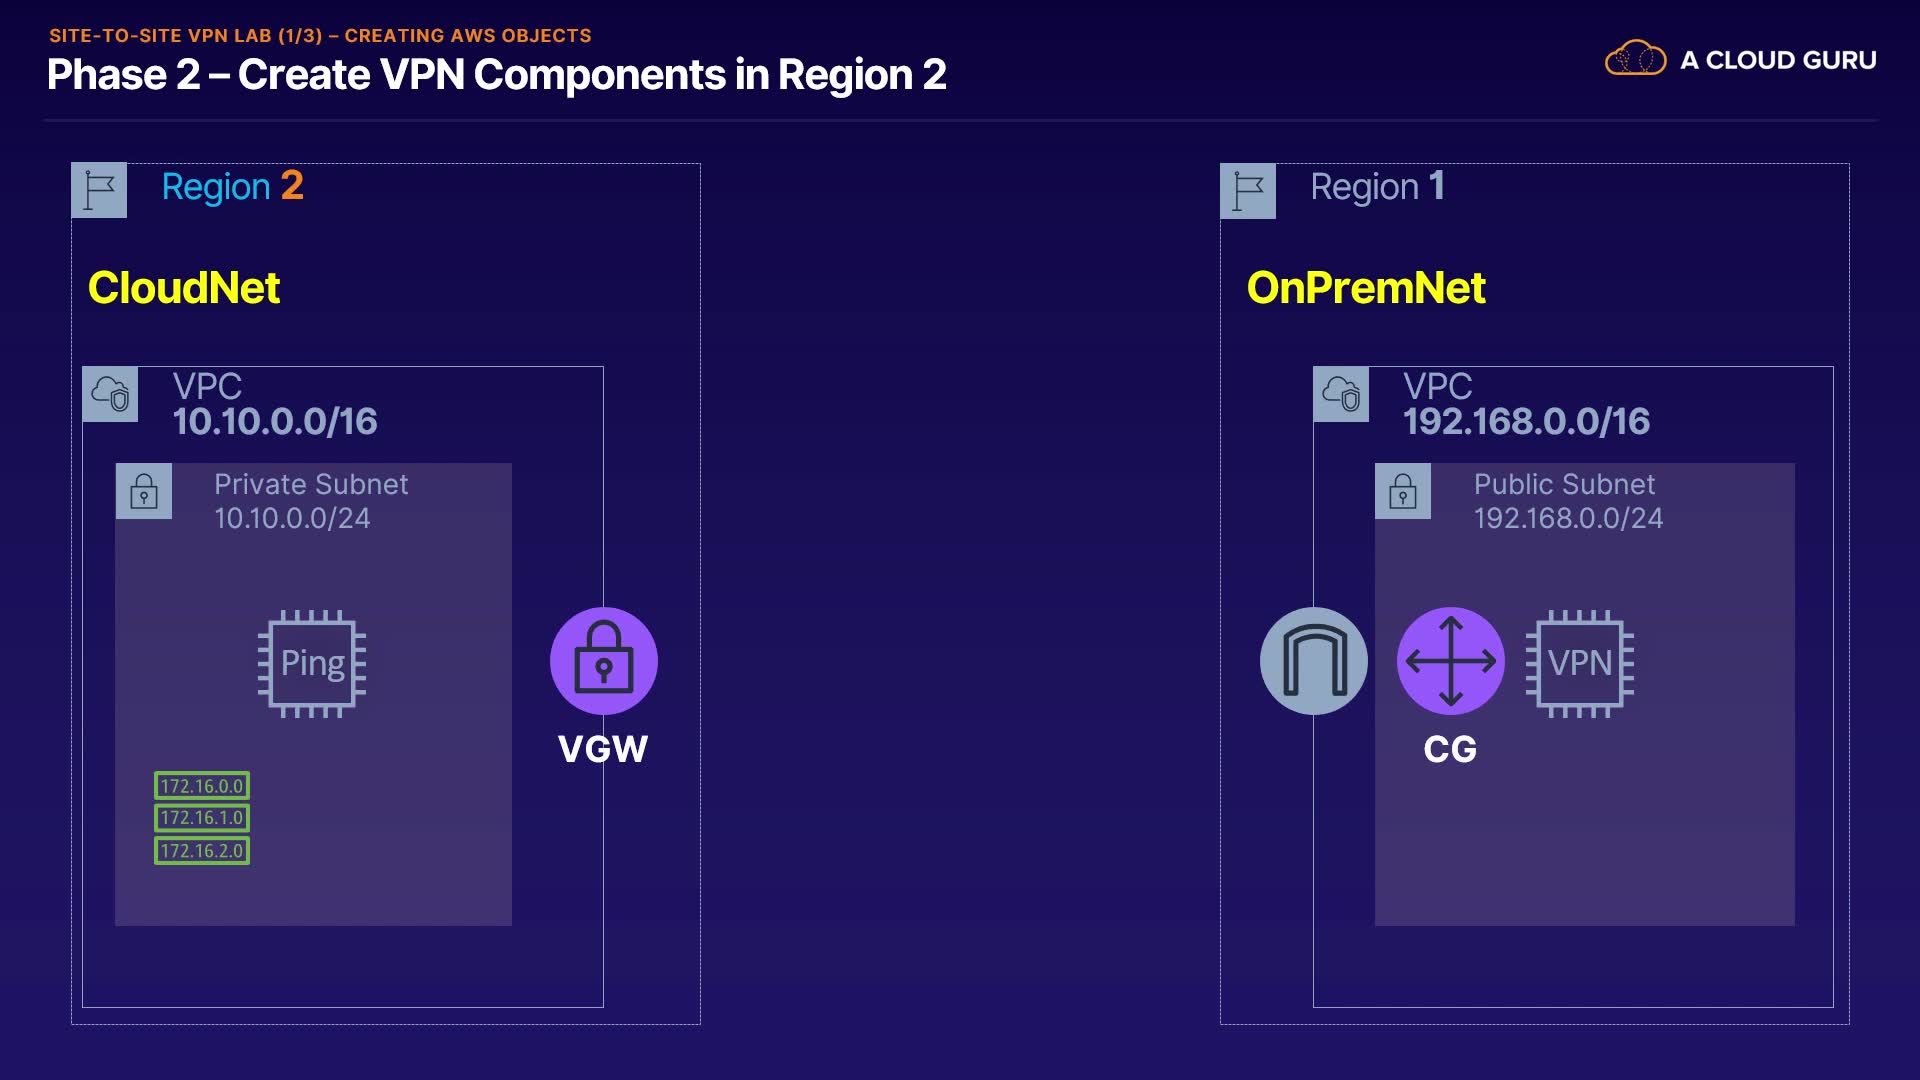 SITE-TO-SITE VPN LAB (1/3) – CREATING AWS OBJECTS
Phase 2 – Create VPN Components in Region 2
A CLOUD GURU
Region 2
CloudNet
VPC
10.10.0.0/16
Private Subnet
10.10.0.0/24
Ping
VGW
172.16.0.0
172.16.1.0
172.16.2.0
Region 1
OnPremNet
VPC
192.168.0.0/16
Public Subnet
192.168.0.0/24
VPN
CG